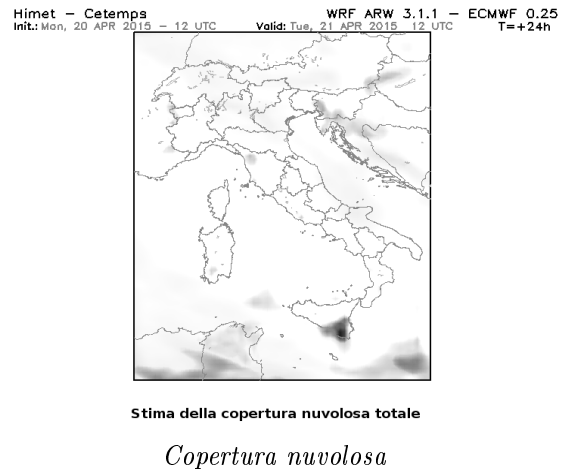 Himet – Cetemps WRF ARW 3.1.1 – ECMWF 0.25
Init.: Mon, 20 APR 2015 – 12 UTC Valid: Tue, 21 APR 2015 12 UTC T=+24h
Stima della copertura nuvolosa totale
Copertura nuvolosa